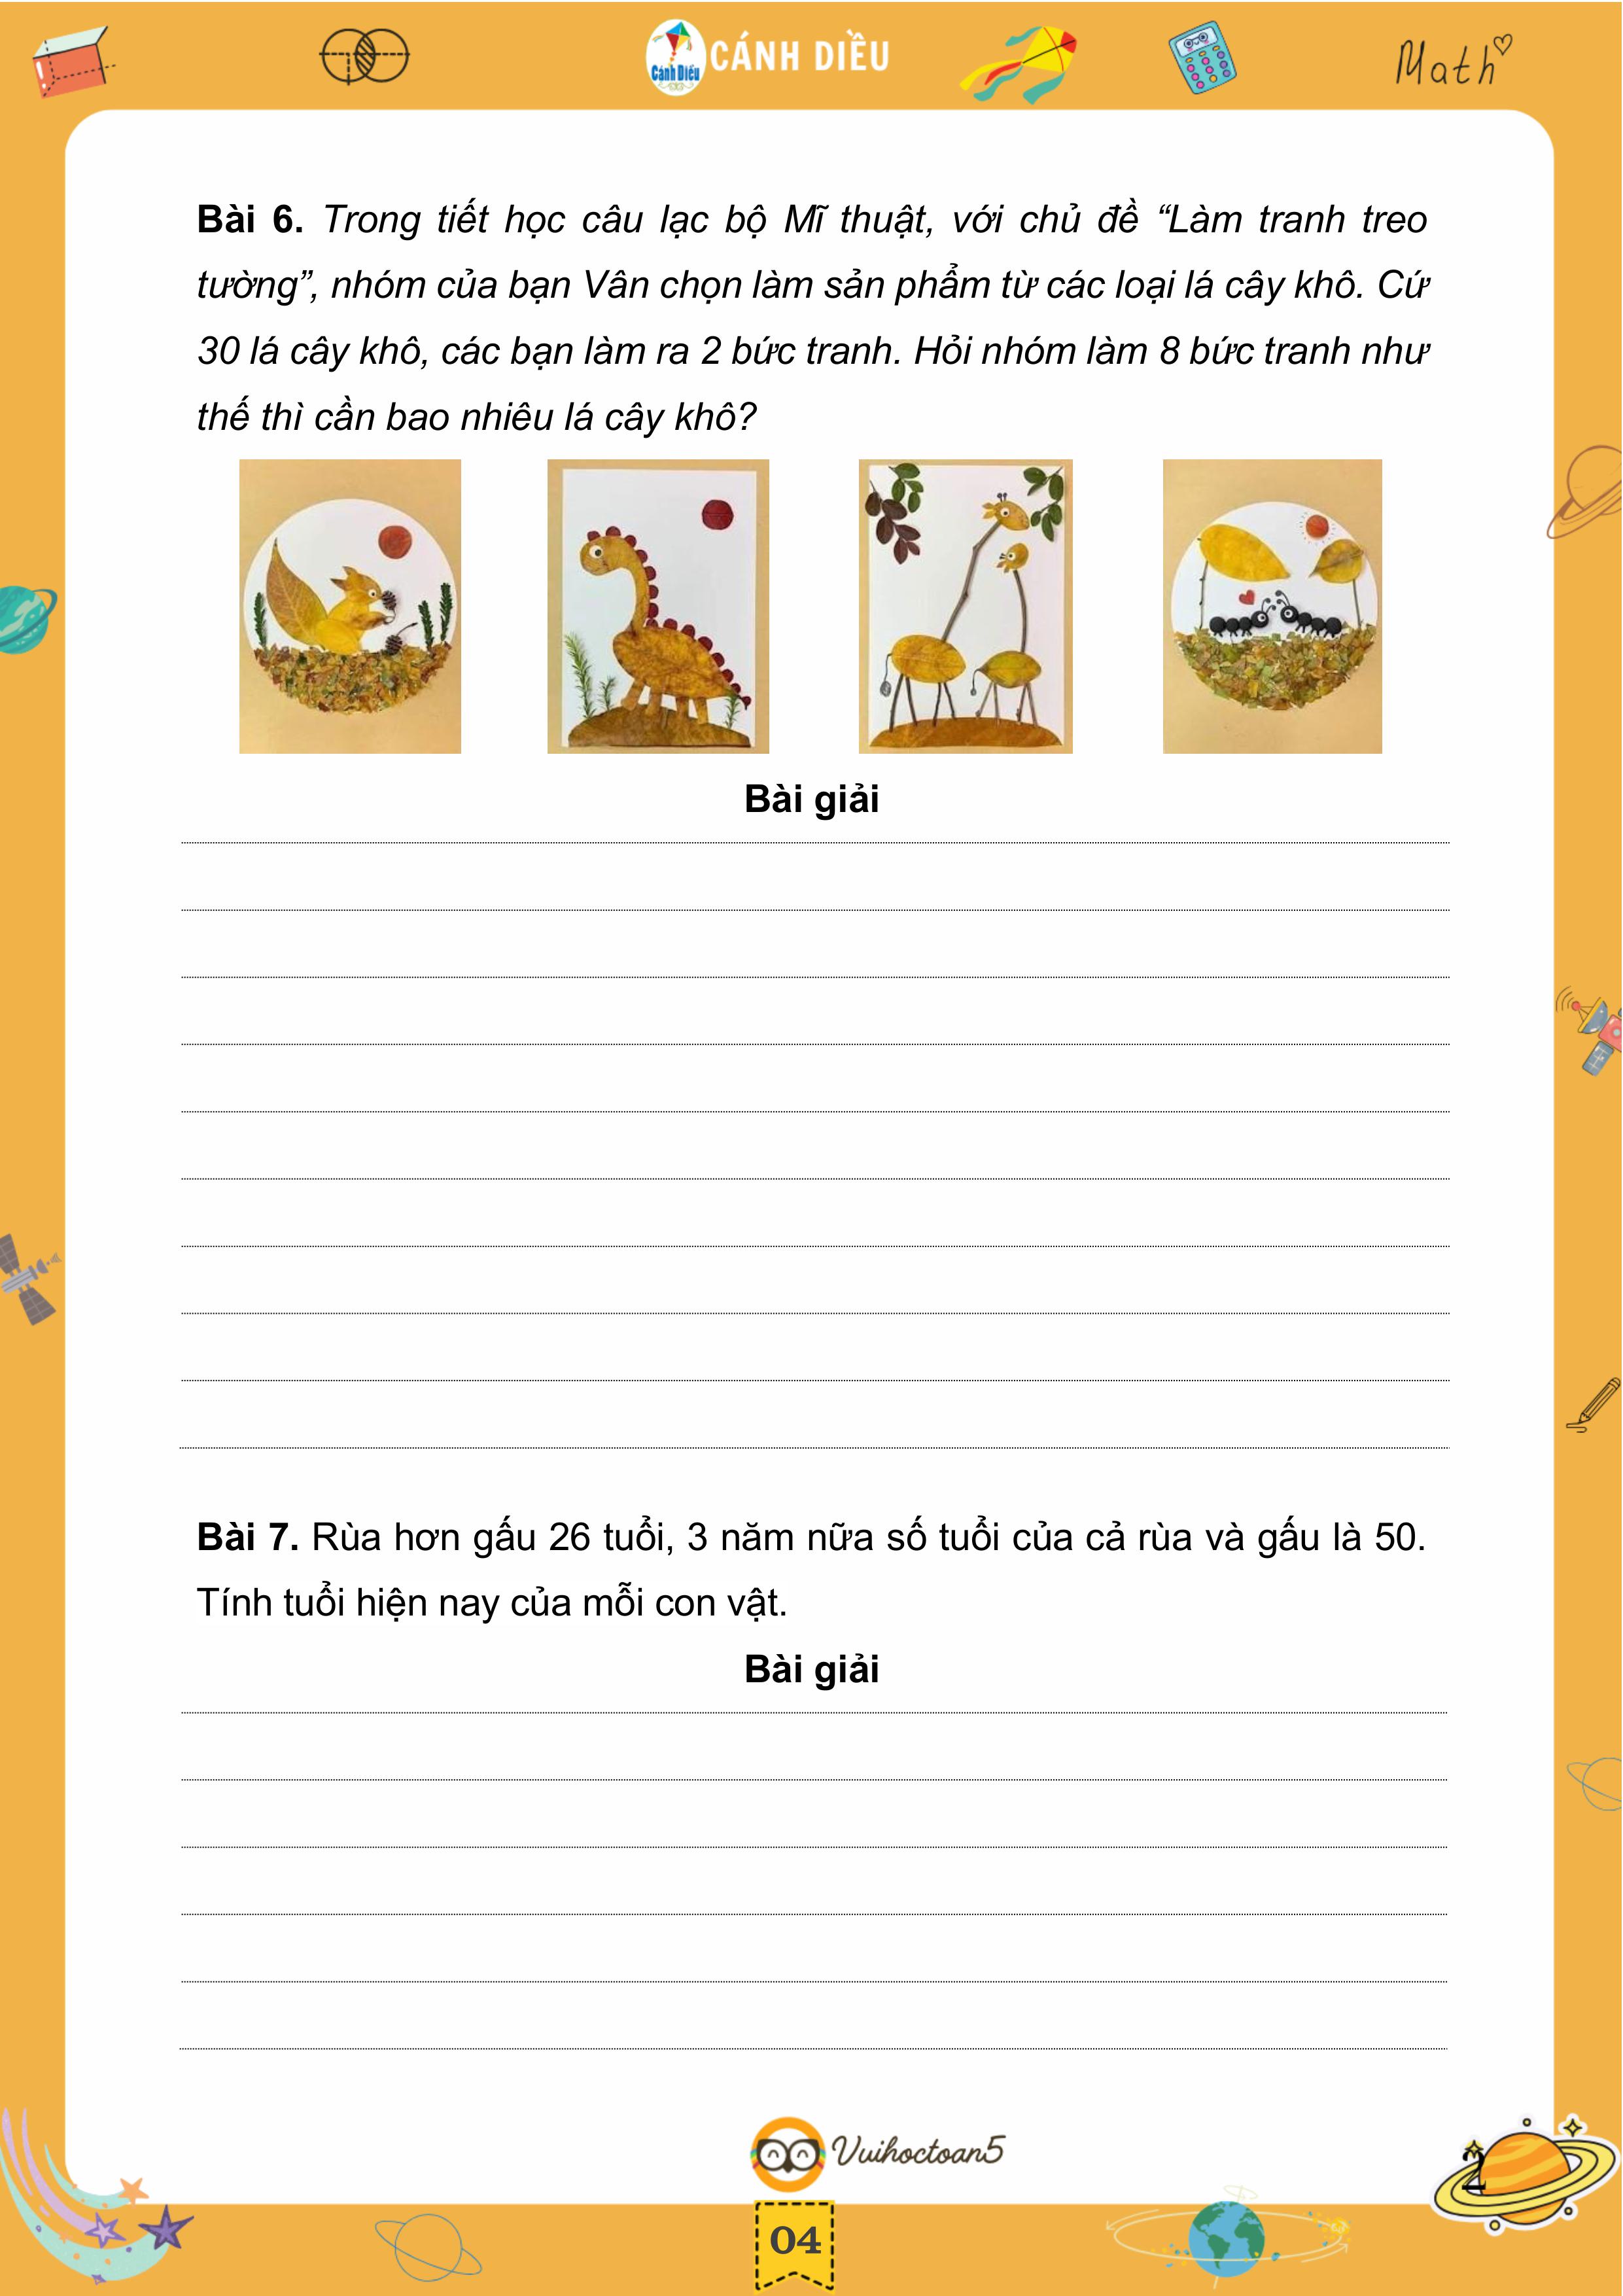 Cánh Diều CÁNH DIỀU
Math
Bài 6. Trong tiết học câu lạc bộ Mĩ thuật, với chủ đề “Làm tranh treo
tường”, nhóm của bạn Vân chọn làm sản phẩm từ các loại lá cây khô. Cứ
30 lá cây khô, các bạn làm ra 2 bức tranh. Hỏi nhóm làm 8 bức tranh như
thế thì cần bao nhiêu lá cây khô?
Bài giải
Bài 7. Rùa hơn gấu 26 tuổi, 3 năm nữa số tuổi của cả rùa và gấu là 50.
Tính tuổi hiện nay của mỗi con vật.
Bài giải
Vuihoctoan5
2
04